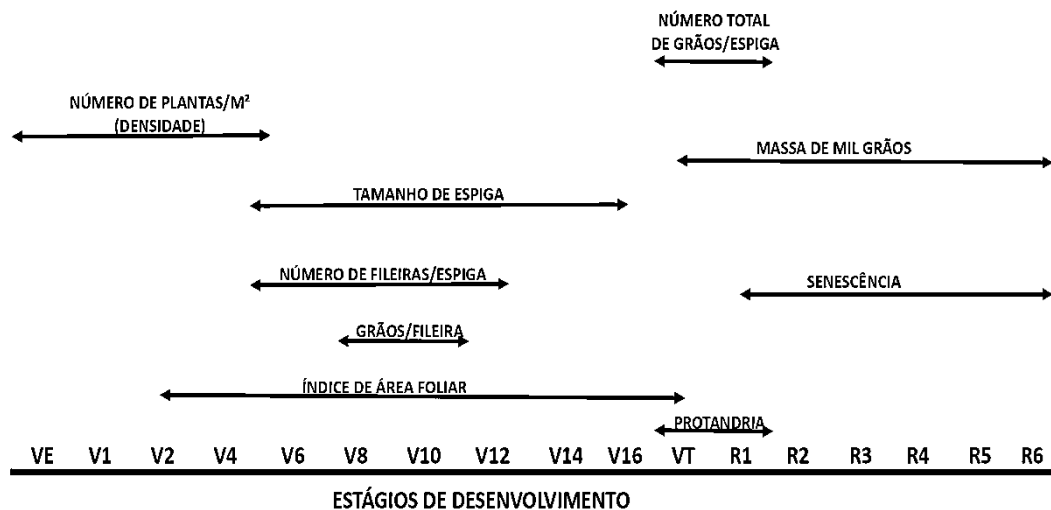 NÚMERO TOTAL
DE GRÃOS/ESPIGA
NÚMERO DE PLANTAS/M²
(DENSIDADE)
MASSA DE MIL GRÃOS
TAMANHO DE ESPIGA
NÚMERO DE FILEIRAS/ESPIGA
SENESCÊNCIA
GRÃOS/FILEIRA
ÍNDICE DE ÁREA FOLIAR
PROTANDRIA
VE V1 V2 V4 V6 V8 V10 V12 V14 V16 VT R1 R2 R3 R4 R5 R6
ESTÁGIOS DE DESENVOLVIMENTO